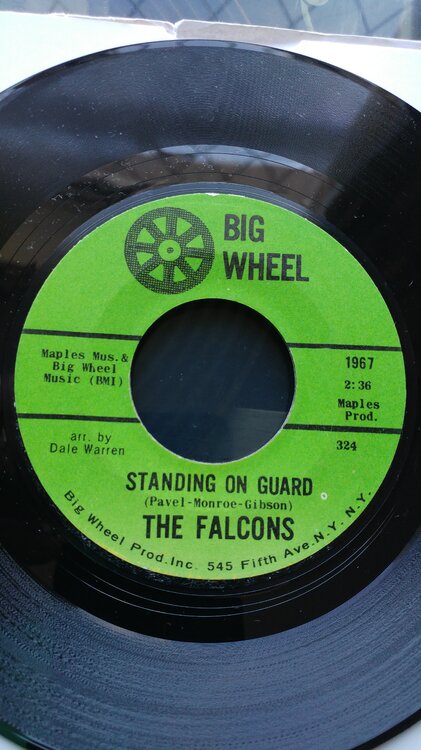 BIG
WHEEL
Maples Mus.&
Big Wheel
Music (BMI)
1967
2:36
Maples
Prod.
arr. by
Dale Warren
324
STANDING ON GUARD
(Pavel-Monroe-Gibson)
THE FALCONS
Big Wheel Prod.Inc. 545 Fifth Ave.N.Y. N.Y.